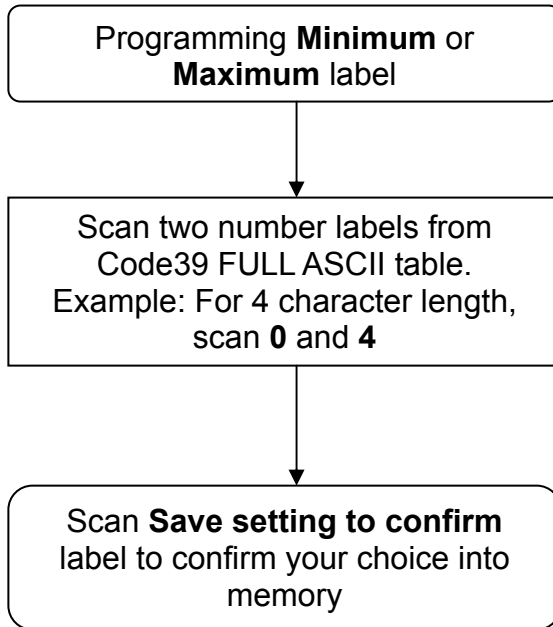 Programming Minimum or
Maximum label
Scan two number labels from
Code39 FULL ASCII table.
Example: For 4 character length,
scan 0 and 4
Scan Save setting to confirm
label to confirm your choice into
memory